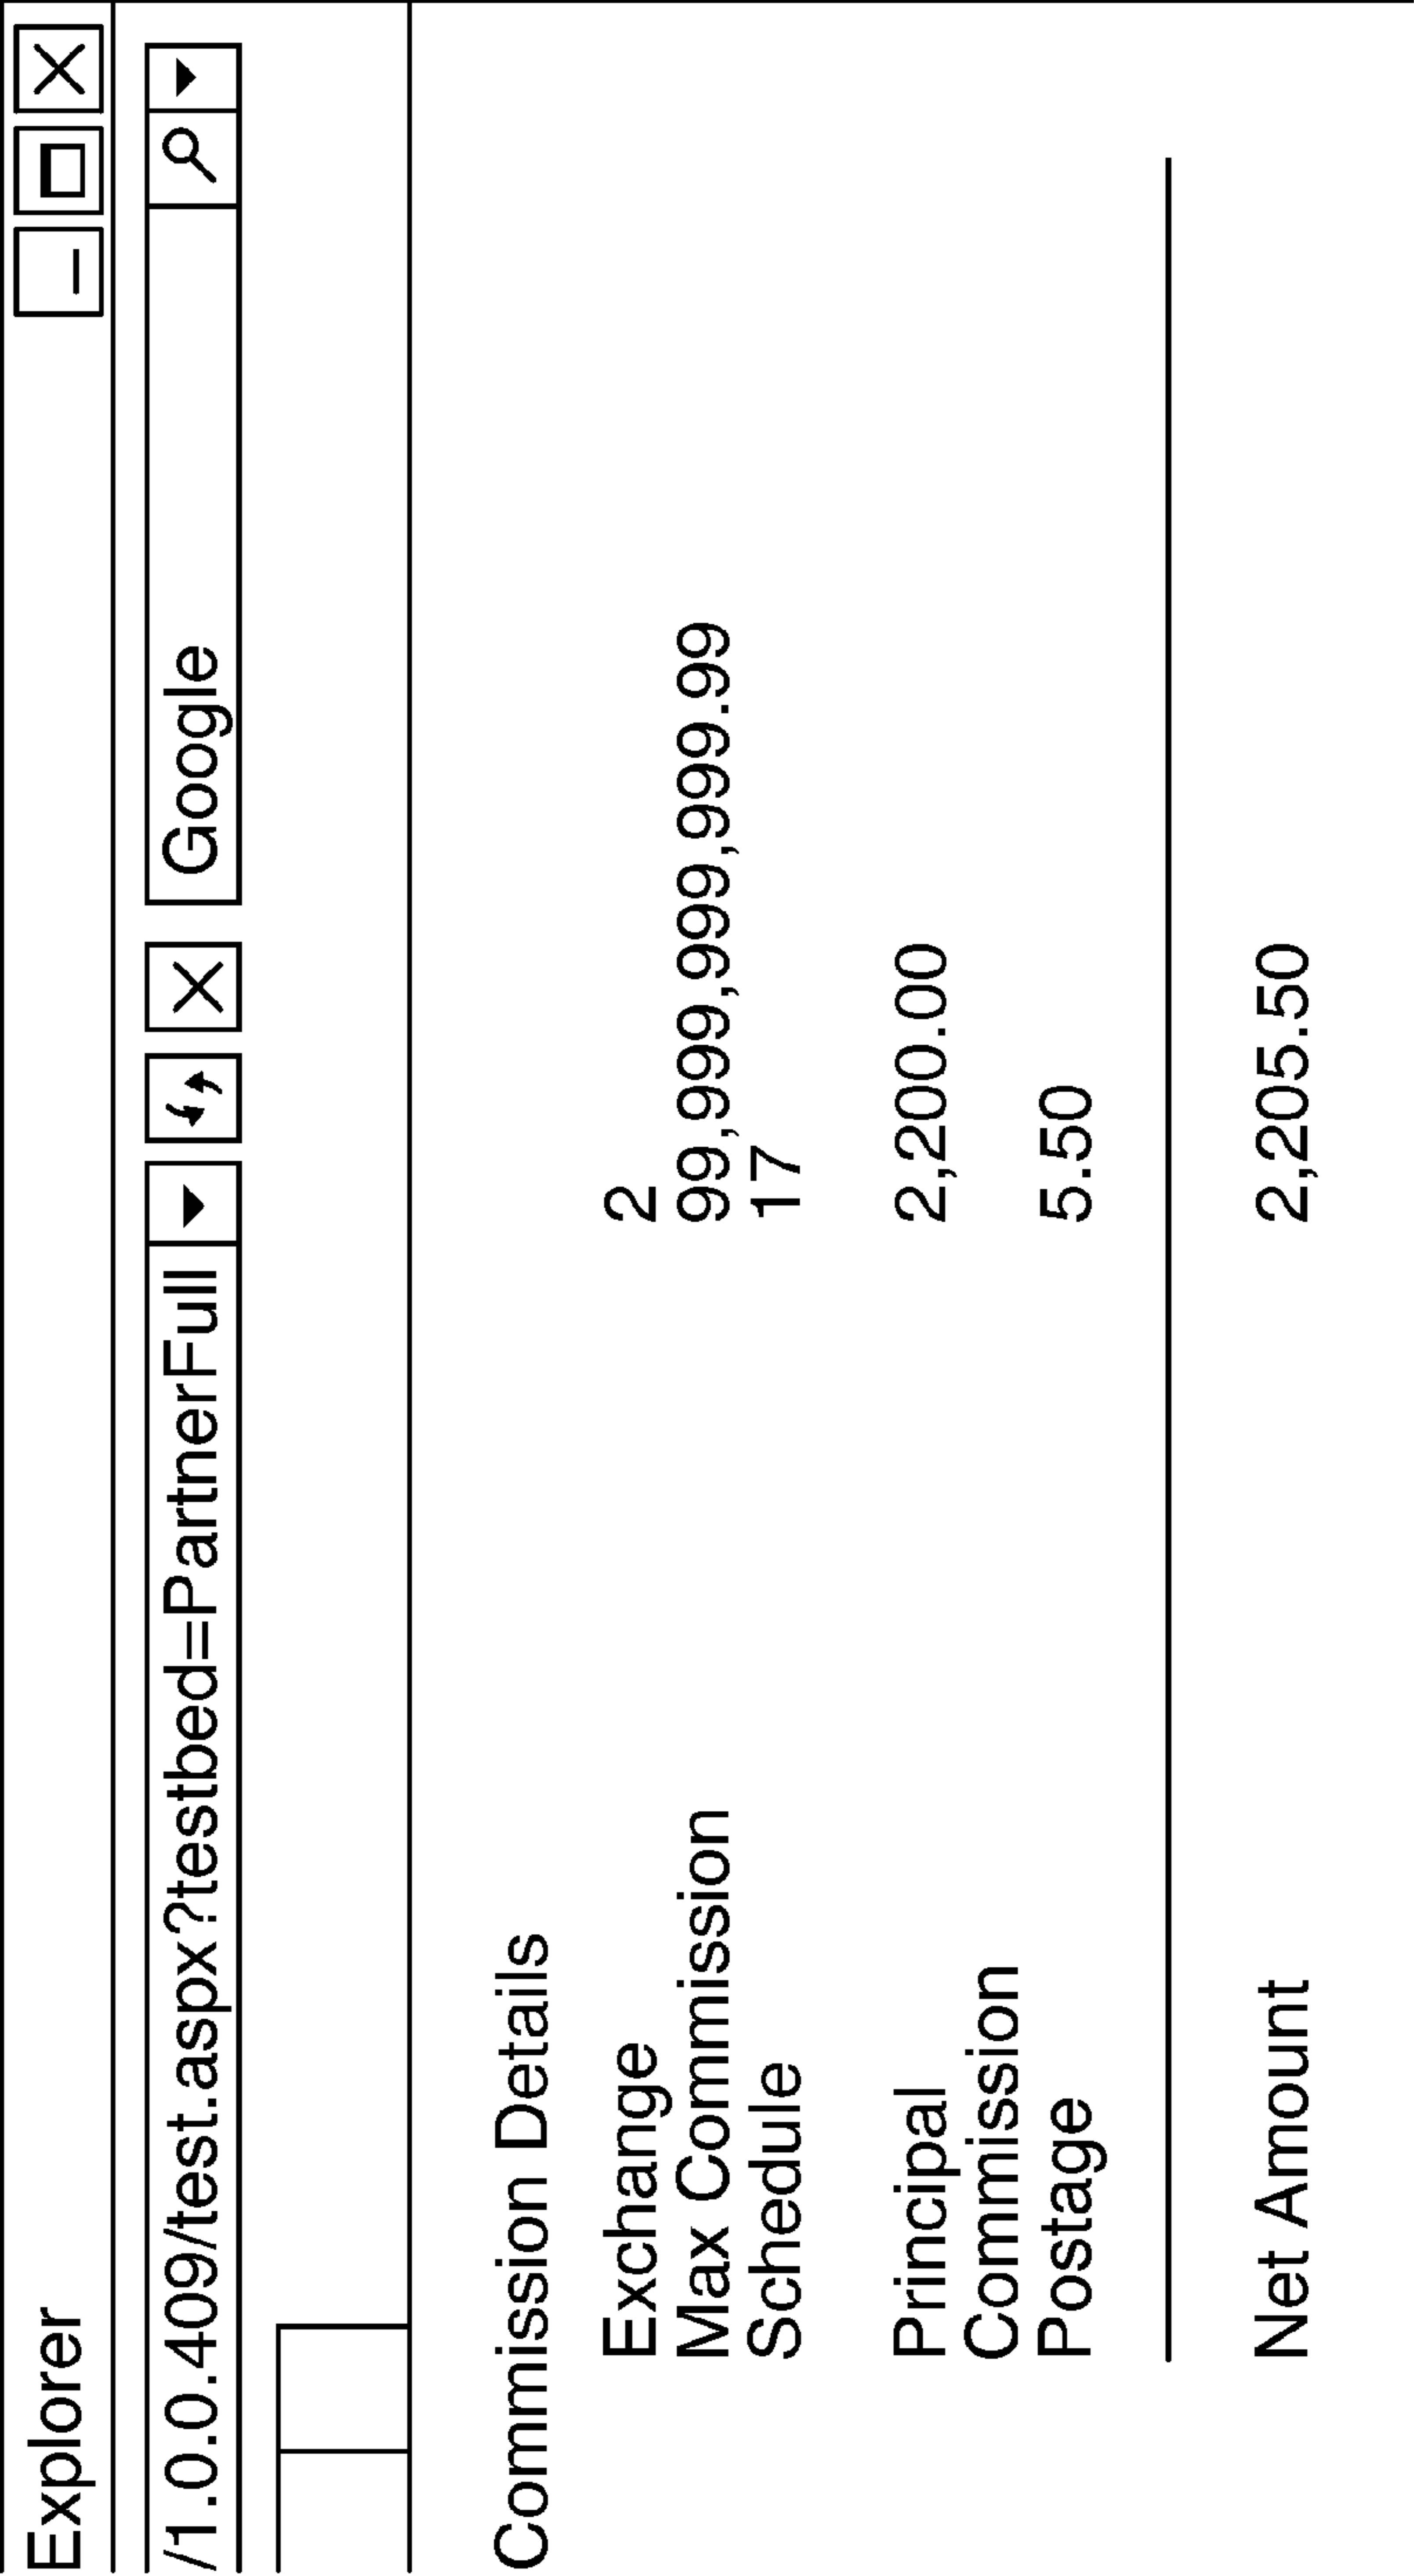 Explorer
/1.0.0.409/test.aspx?testbed=PartnerFull Google
Commission Details
Exchange 2
Max Commission 99,999,999,999,999.99
Schedule 17
Principal 2,200.00
Commission
Postage 5.50
Net Amount 2,205.50